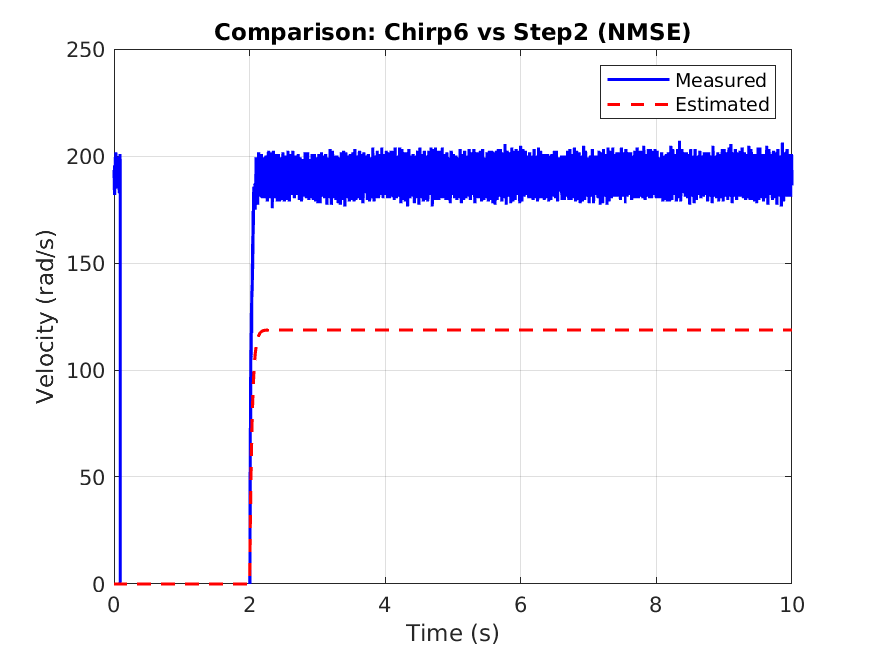 Comparison: Chirp6 vs Step2 (NMSE)
Measured
Estimated
250
200
150
100
50
0
Velocity (rad/s)
0 2 4 6 8 10
Time (s)